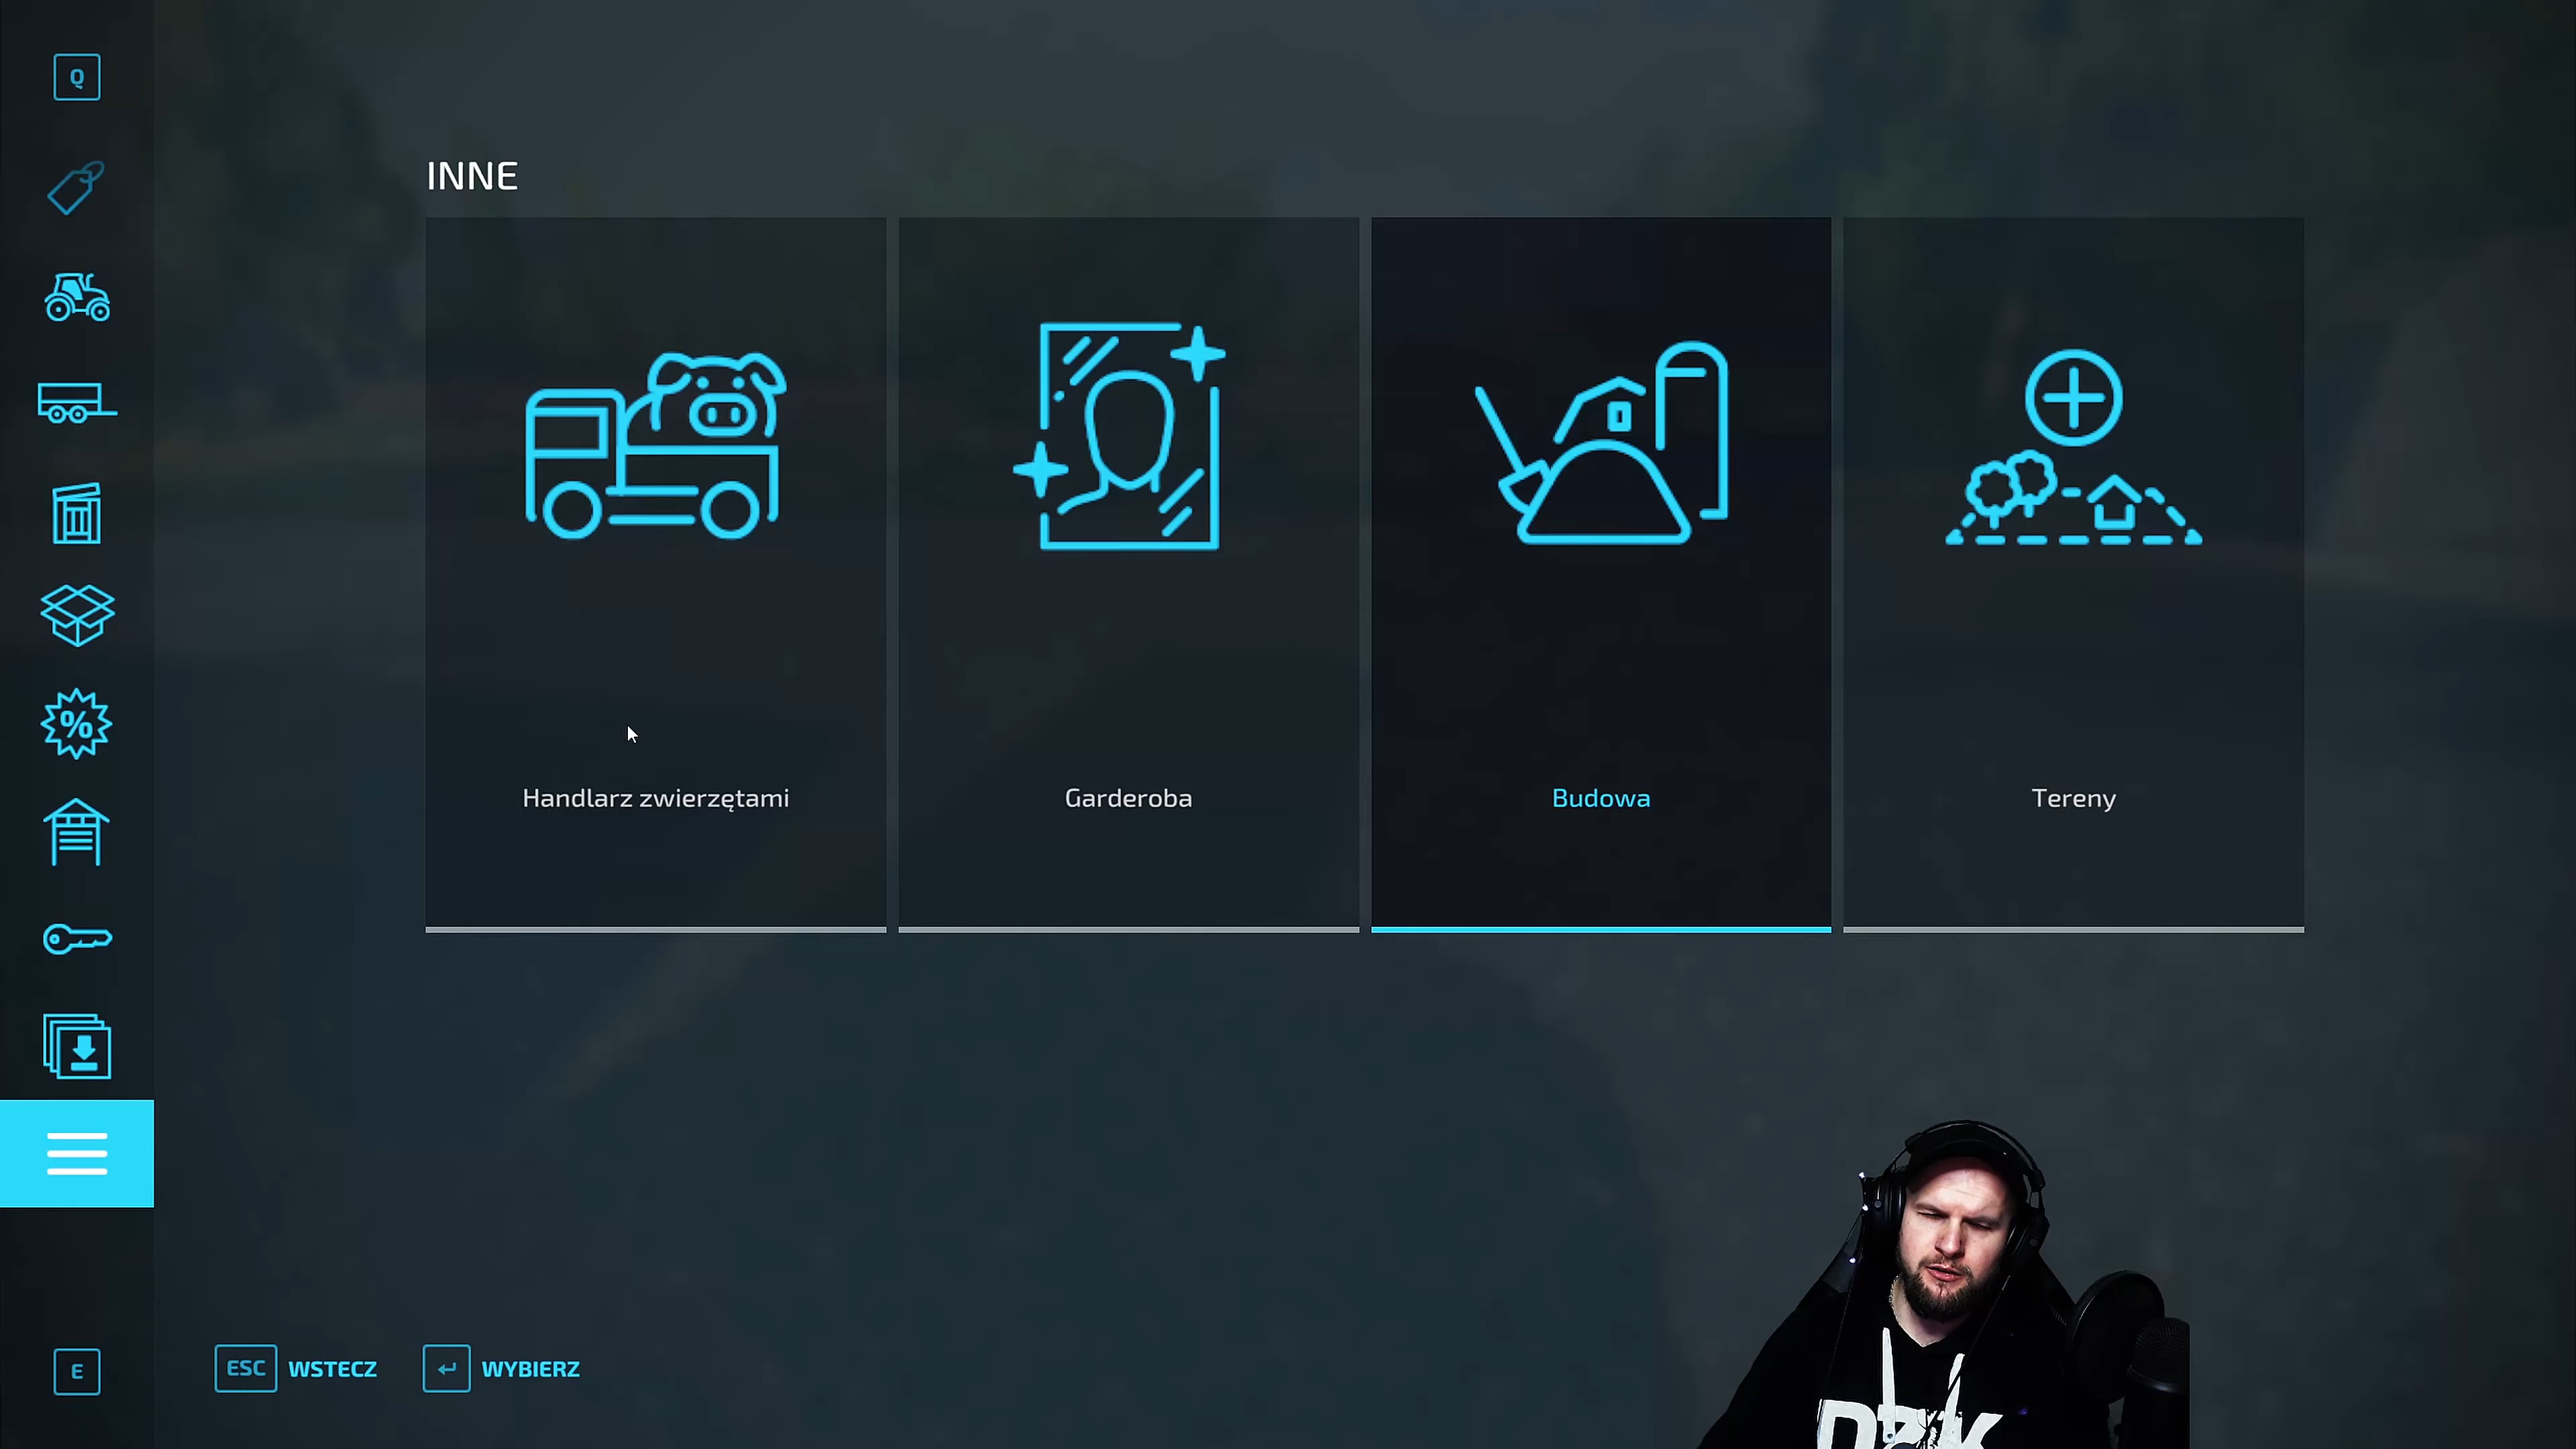 Q
INNE
%
Handlarz zwierzętami
Garderoba
Budowa
Tereny
E
ESC WSTECZ
WYBIERZ